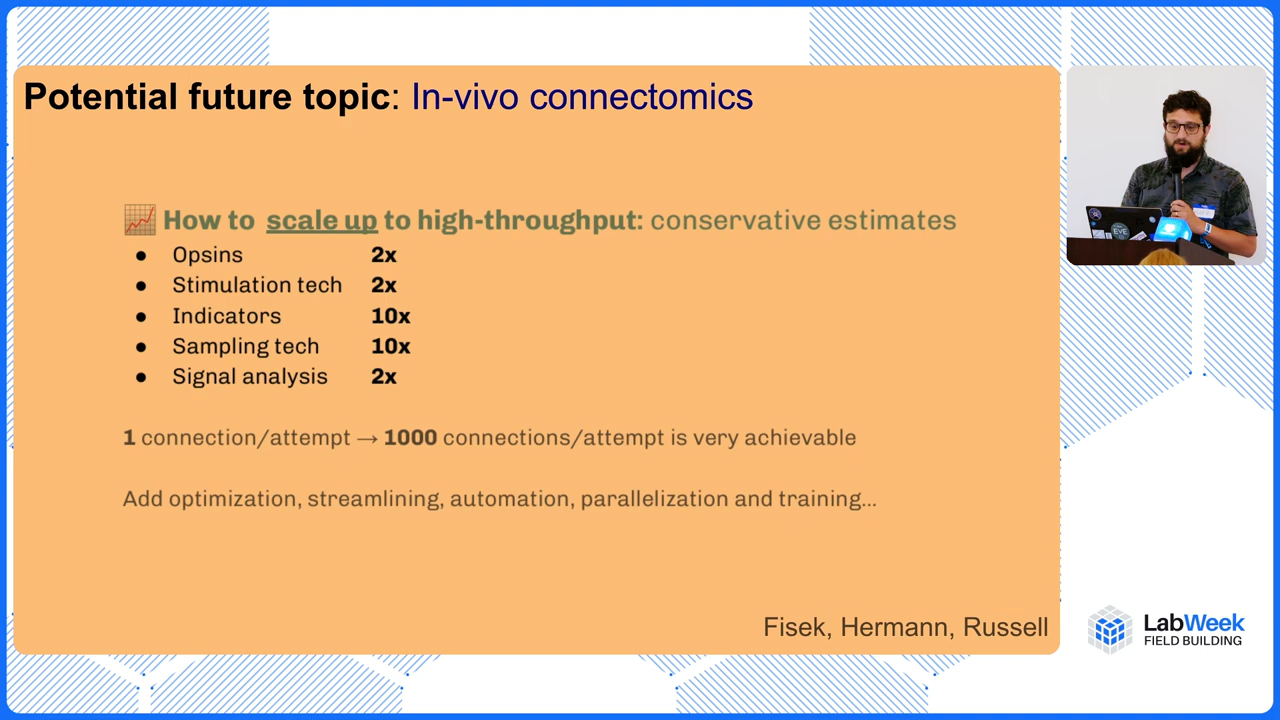 Potential future topic: In-vivo connectomics
📈 How to scale up to high-throughput: conservative estimates
● Opsins 2x
● Stimulation tech 2x
● Indicators 10x
● Sampling tech 10x
● Signal analysis 2x
1 connection/attempt → 1000 connections/attempt is very achievable
Add optimization, streamlining, automation, parallelization and training...
Fisek, Hermann, Russell
EVE
LabWeek
FIELD BUILDING